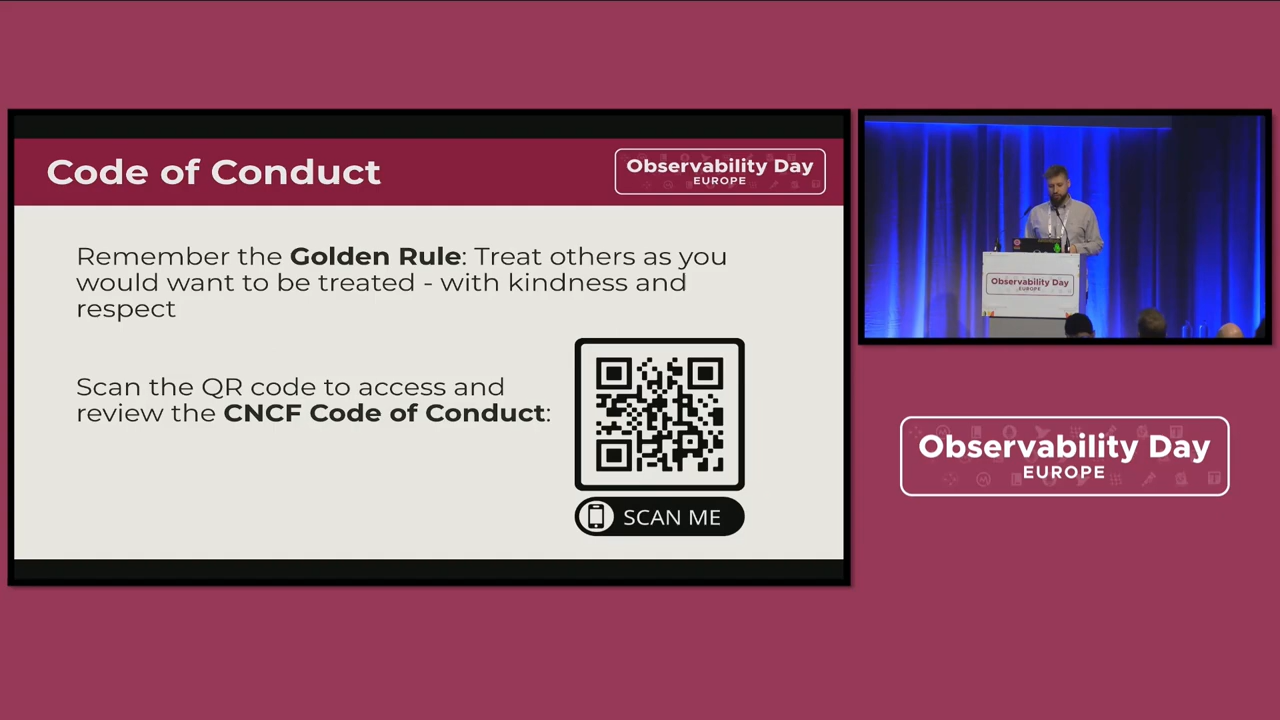 Code of Conduct
Observability Day
EUROPE
Remember the Golden Rule: Treat others as you
would want to be treated - with kindness and
respect
Scan the QR code to access and
review the CNCF Code of Conduct:
SCAN ME
Observability Day
EUROPE
Observability Day
EUROPE